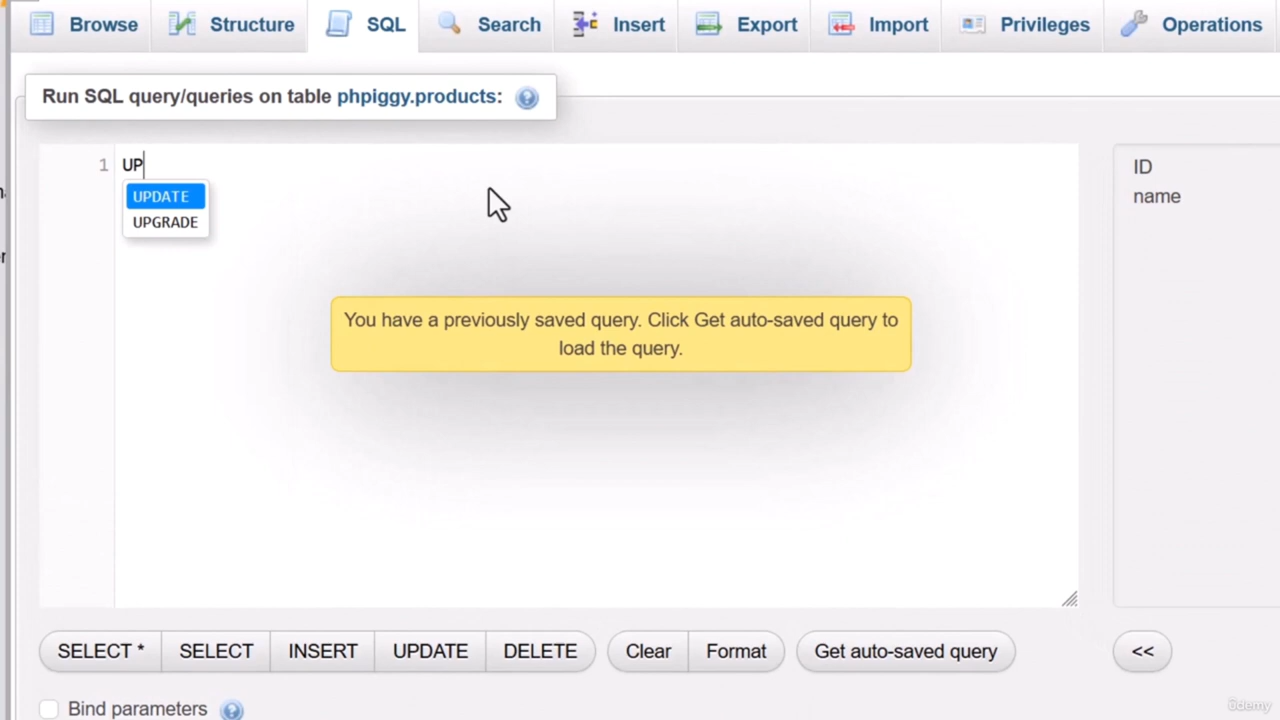 Browse Structure SQL Search Insert Export Import Privileges Operations
Run SQL query/queries on table phpiggy.products:
1 UP
UPDATE
UPGRADE
ID
name
You have a previously saved query. Click Get auto-saved query to
load the query.
SELECT * SELECT INSERT UPDATE DELETE Clear Format Get auto-saved query <<
Bind parameters
ûdemy